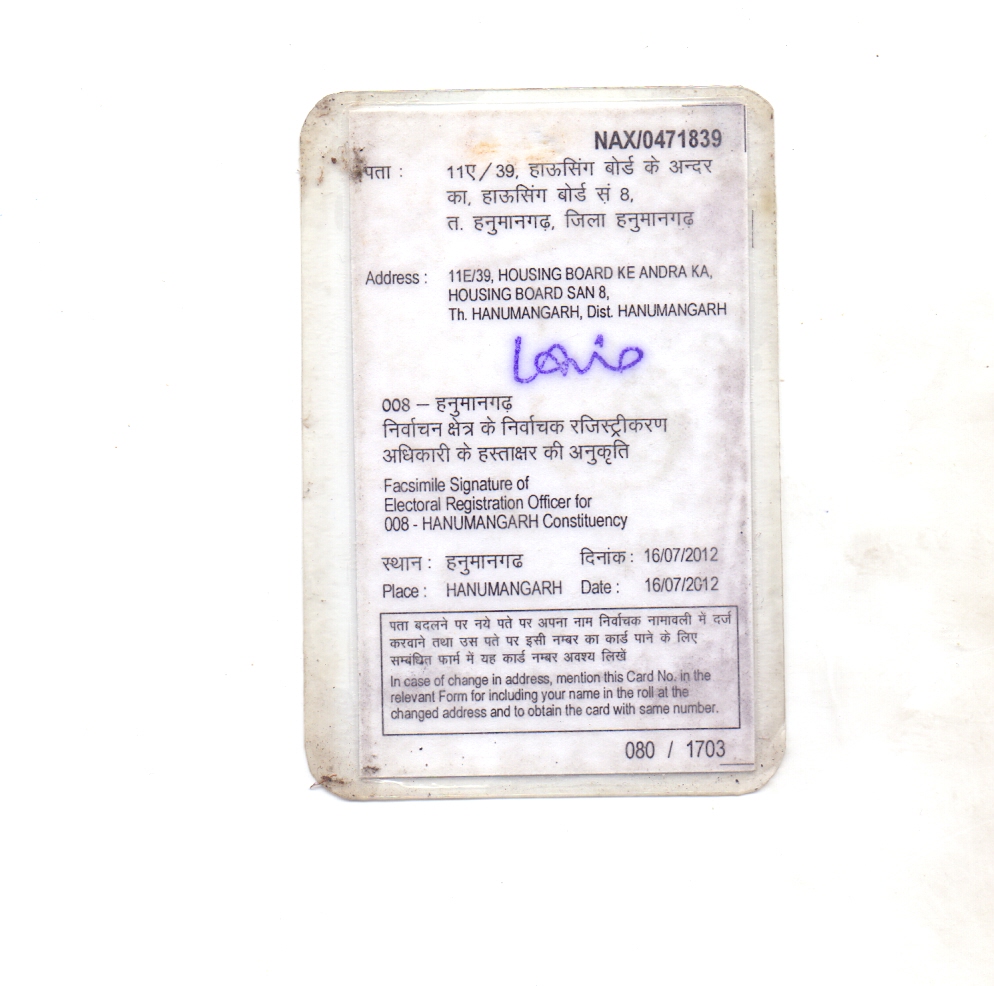 NAX/0471839
पता : 11ए / 39, हाऊसिंग बोर्ड के अन्दर
का, हाऊसिंग बोर्ड सं 8,
त. हनुमानगढ़, जिला हनुमानगढ़
Address : 11E/39, HOUSING BOARD KE ANDRA KA,
HOUSING BOARD SAN 8,
Th. HANUMANGARH, Dist. HANUMANGARH
008 – हनुमानगढ़
निर्वाचन क्षेत्र के निर्वाचक रजिस्ट्रीकरण
अधिकारी के हस्ताक्षर की अनुकृति
Facsimile Signature of
Electoral Registration Officer for
008 - HANUMANGARH Constituency
स्थान : हनुमानगढ दिनांक : 16/07/2012
Place : HANUMANGARH Date : 16/07/2012
पता बदलने पर नये पते पर अपना नाम निर्वाचक नामावली में दर्ज
करवाने तथा उस पते पर इसी नम्बर का कार्ड पाने के लिए
सम्बंधित फार्म में यह कार्ड नम्बर अवश्य लिखें
In case of change in address, mention this Card No. in the
relevant Form for including your name in the roll at the
changed address and to obtain the card with same number.
080 / 1703